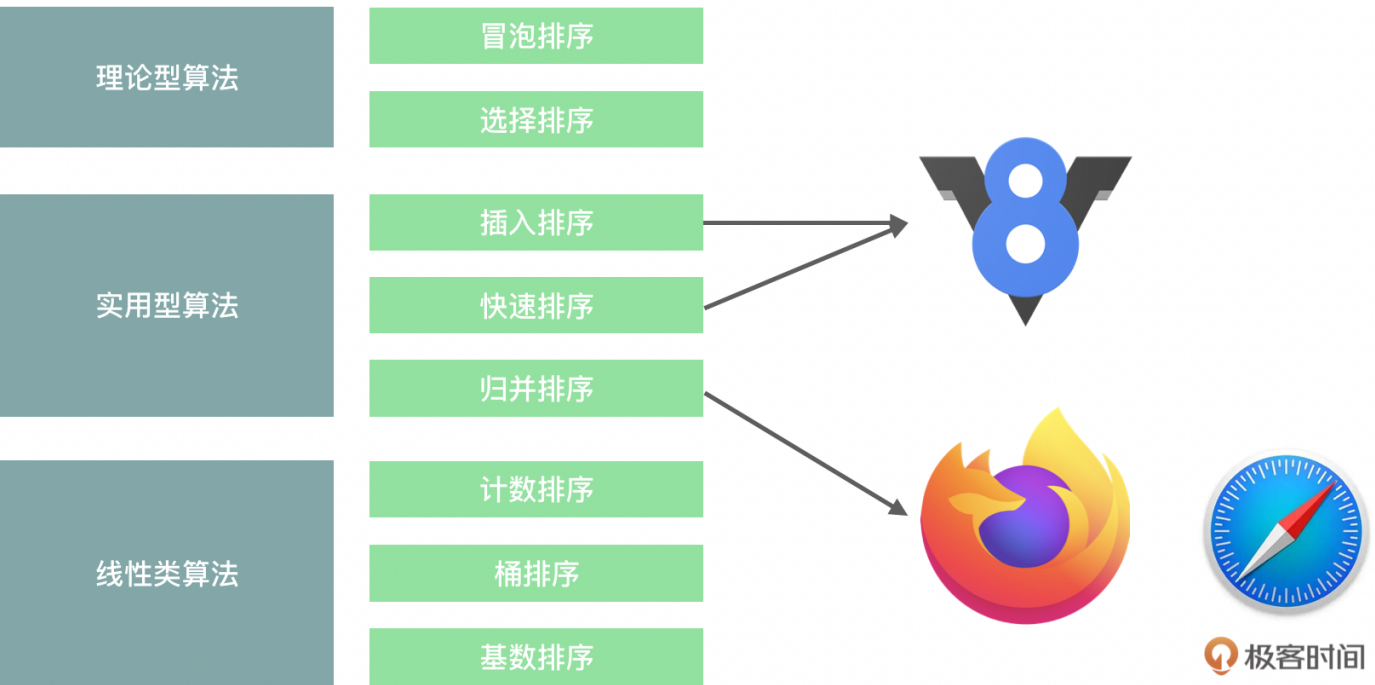 理论型算法
冒泡排序
选择排序
实用型算法
插入排序
快速排序
归并排序
线性类算法
计数排序
桶排序
基数排序
8
极客时间